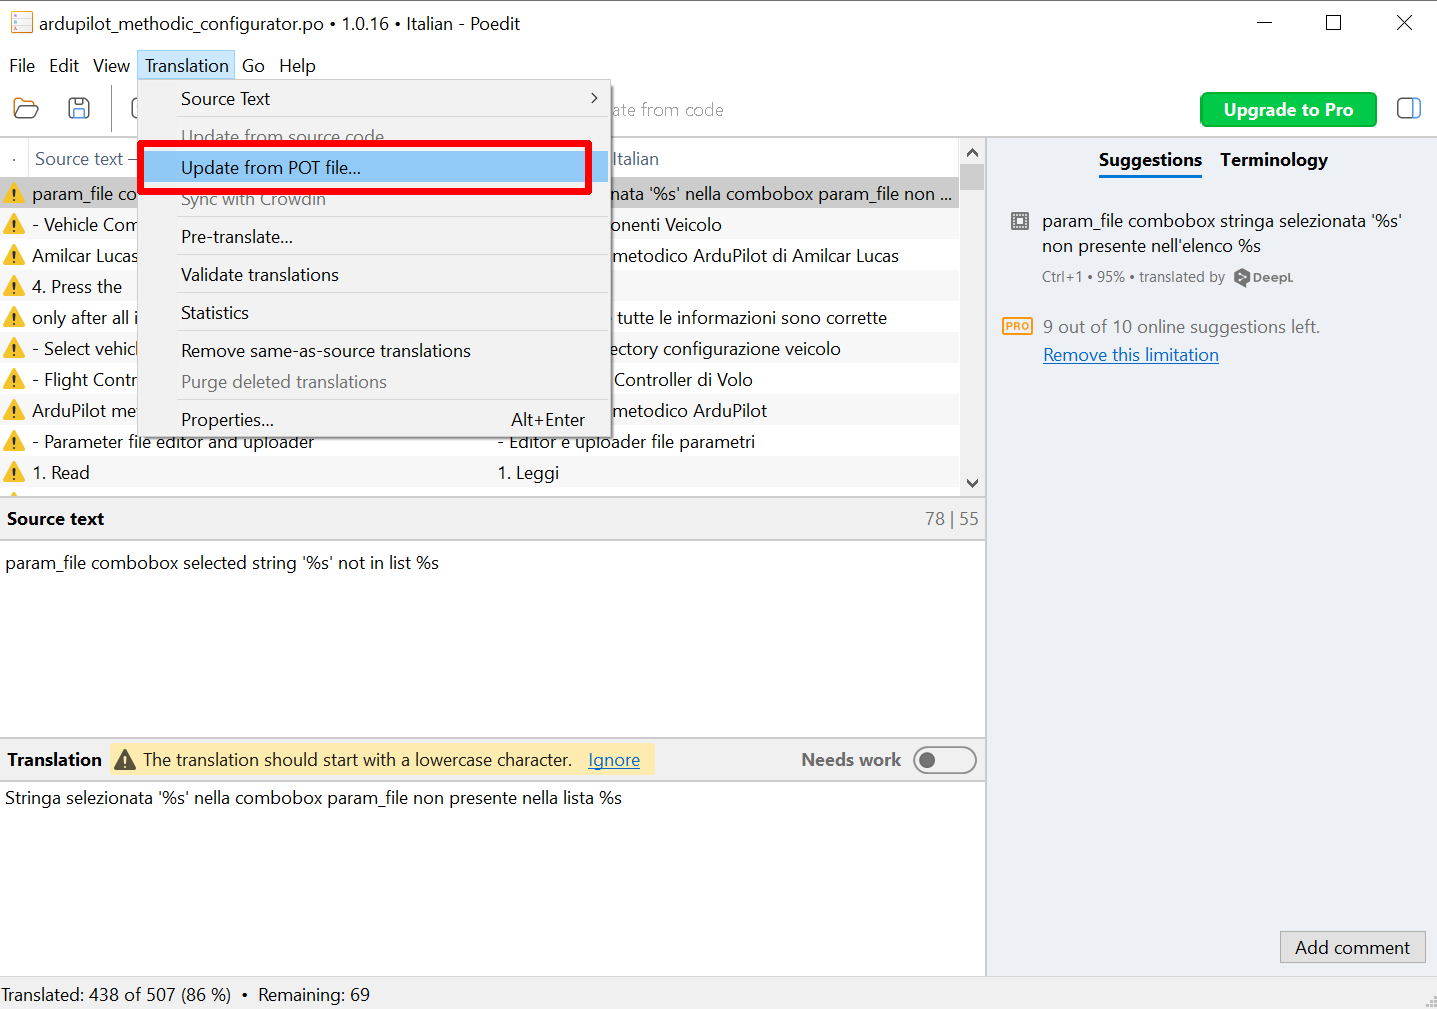 ardupilot_methodic_configurator.po • 1.0.16 • Italian - Poedit
File Edit View Translation Go Help
Source Text
ate from code
Upgrade to Pro
Update from source code
Source text —
Italian
Update from POT file...
Sync with Crowdin
Pre-translate...
Validate translations
Statistics
Remove same-as-source translations
Purge deleted translations
Properties... Alt+Enter
param_file co
nata '%s' nella combobox param_file non ...
- Vehicle Com
onenti Veicolo
Amilcar Lucas
metodico ArduPilot di Amilcar Lucas
4. Press the
only after all i
tutte le informazioni sono corrette
- Select vehicl
ectory configurazione veicolo
- Flight Contr
Controller di Volo
ArduPilot me
metodico ArduPilot
- Parameter file editor and uploader
- Editor e uploader file parametri
1. Read
1. Leggi
Suggestions Terminology
param_file combobox stringa selezionata '%s'
non presente nell'elenco %s
Ctrl+1 • 95% • translated by DeepL
PRO 9 out of 10 online suggestions left.
Remove this limitation
Source text 78 | 55
param_file combobox selected string '%s' not in list %s
Translation The translation should start with a lowercase character. Ignore Needs work
Stringa selezionata '%s' nella combobox param_file non presente nella lista %s
Add comment
Translated: 438 of 507 (86 %) • Remaining: 69